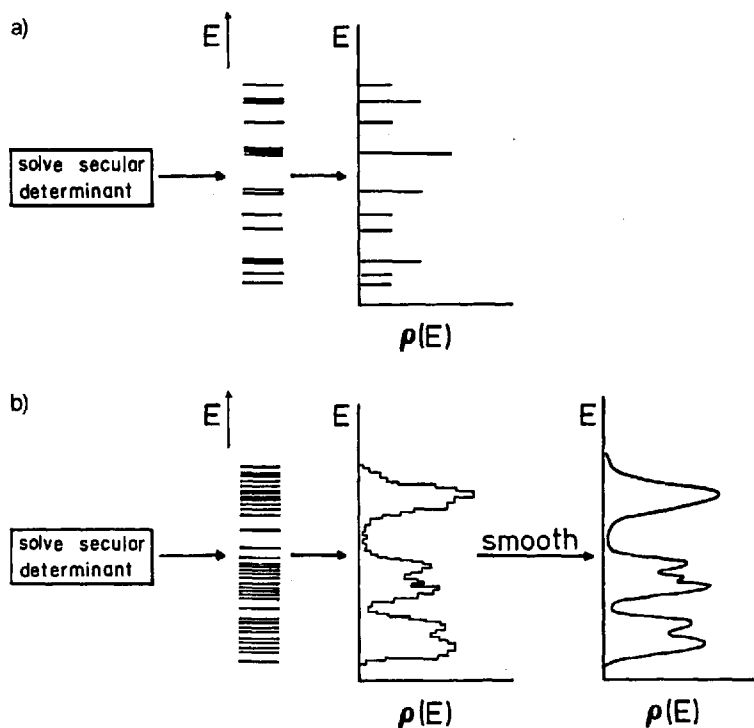 a)
E
E
solve secular
determinant
ρ(E)
b)
E
E
E
solve secular
determinant
smooth
ρ(E)
ρ(E)